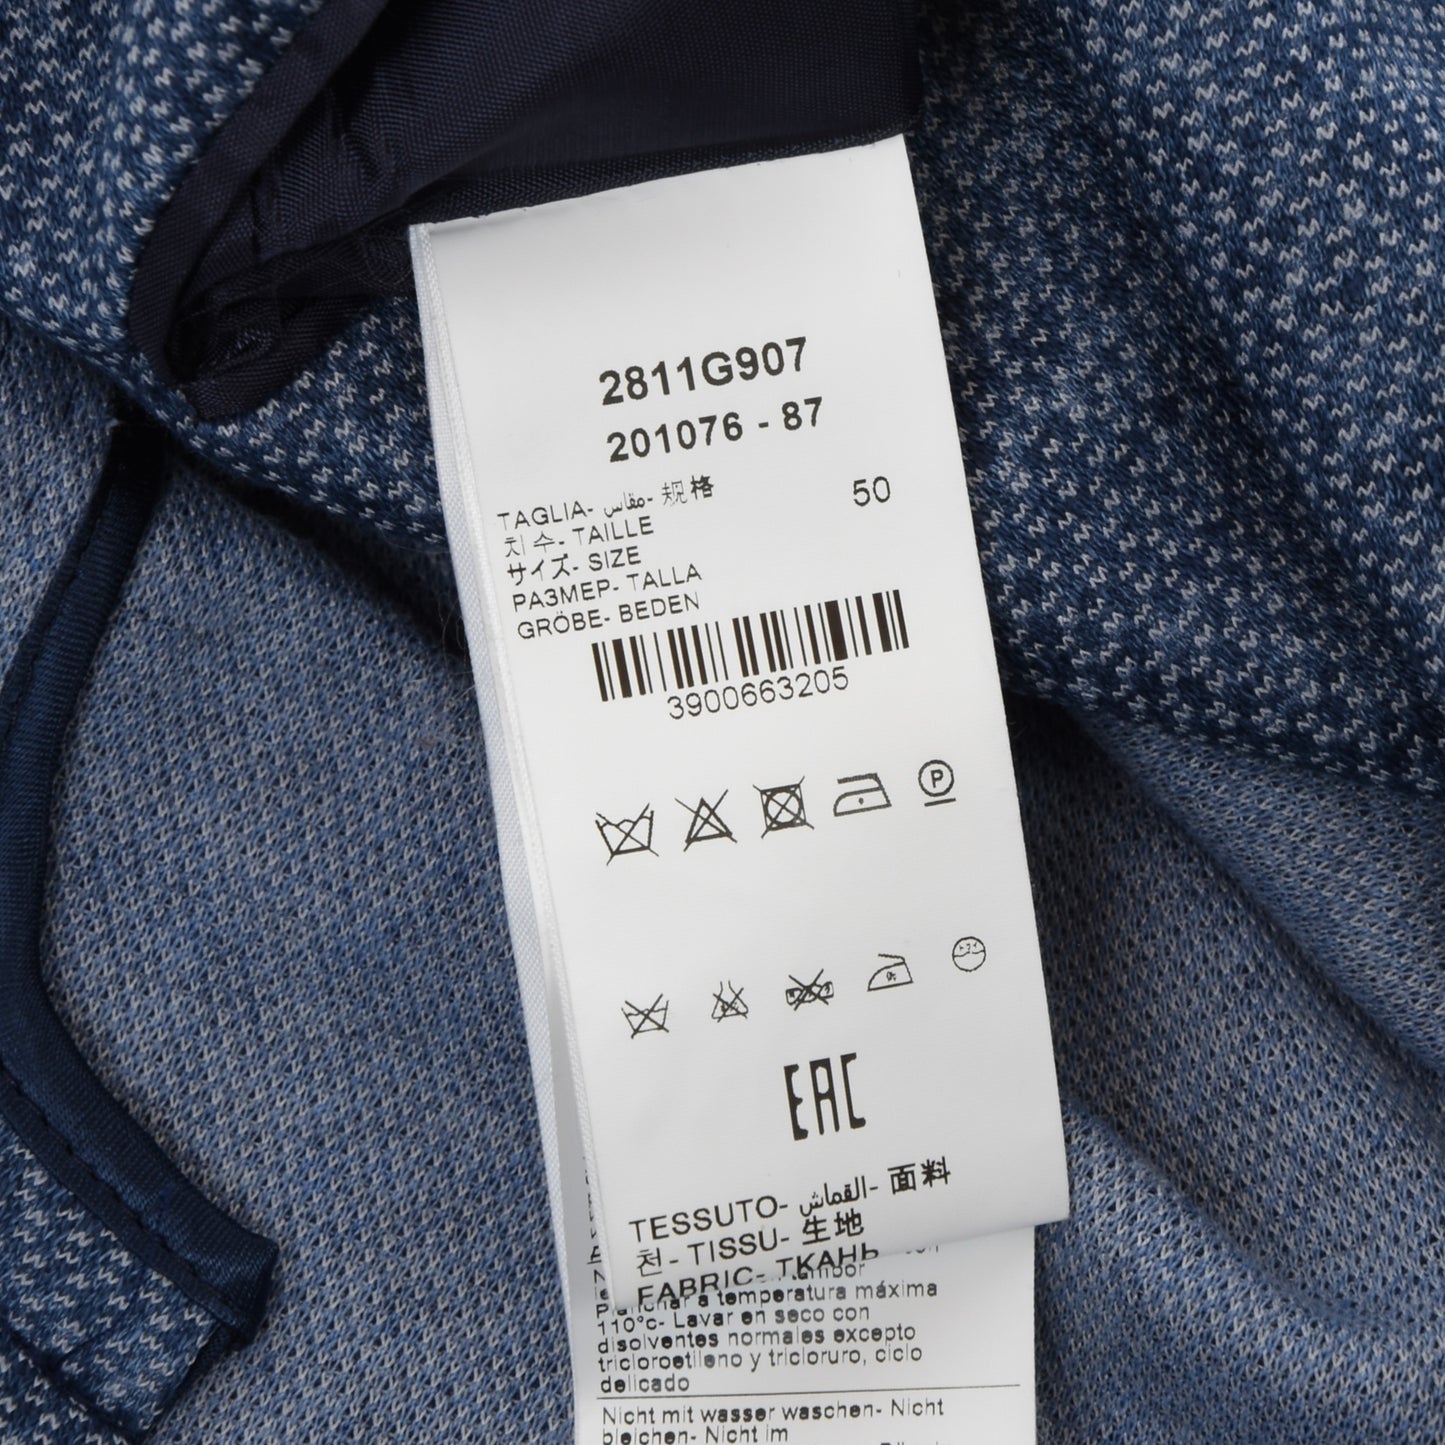 2811G907
201076 - 87
TAGLIA- مقاس- 规格 50
치 수- TAILLE
サイズ- SIZE
РАЗМЕР- TALLA
GRÖBE- BEDEN
3900663205
P
EAC
TESSUTO- القماش- 面料
천- TISSU- 生地
FABRIC- ТКАНЬ
Planchar a temperatura máxima
110°c- Lavar en seco con
disolventes normales excepto
tricloroetileno y tricloruro, ciclo
delicado
Nicht mit wasser waschen- Nicht
bleichen- Nicht im